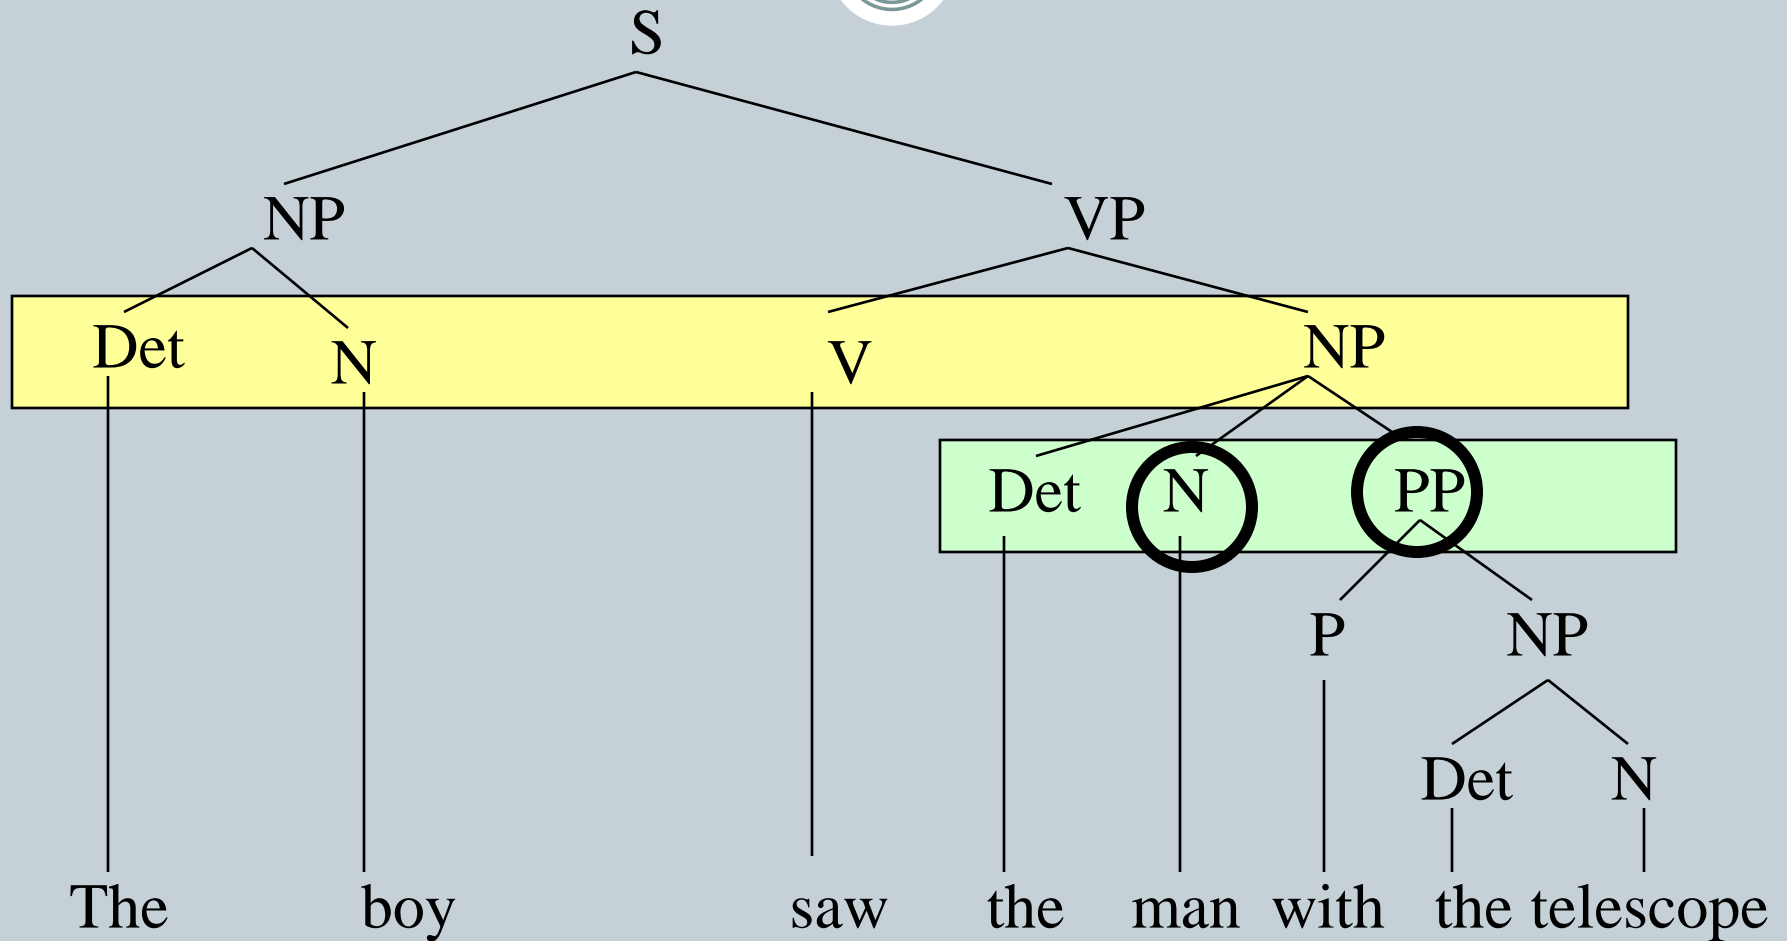 S
NP VP
Det N V NP
Det N PP
P NP
Det N
The boy saw the man with the telescope